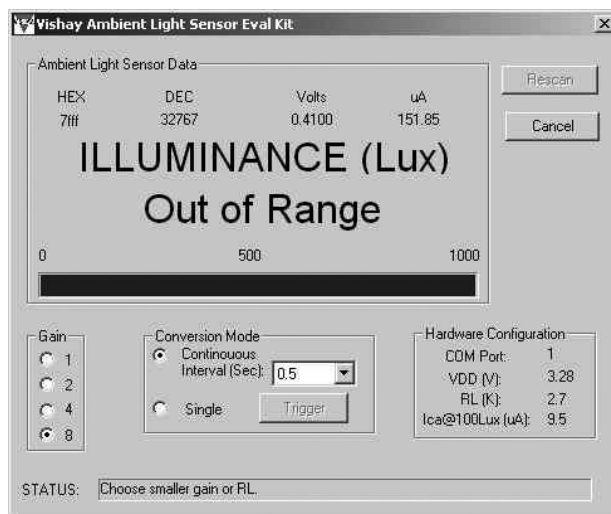 Vishay Ambient Light Sensor Eval Kit
Ambient Light Sensor Data
HEX DEC Volts uA
7fff 32767 0.4100 151.85
ILLUMINANCE (Lux)
Out of Range
0 500 1000
Rescan
Cancel
Gain
1
2
4
8
Conversion Mode
Continouous
Interval (Sec): 0.5
Single Trigger
Hardware Configuration
COM Port: 1
VDD (V): 3.28
RL (K): 2.7
Ica@100Lux (uA): 9.5
STATUS: Choose smaller gain or RL.